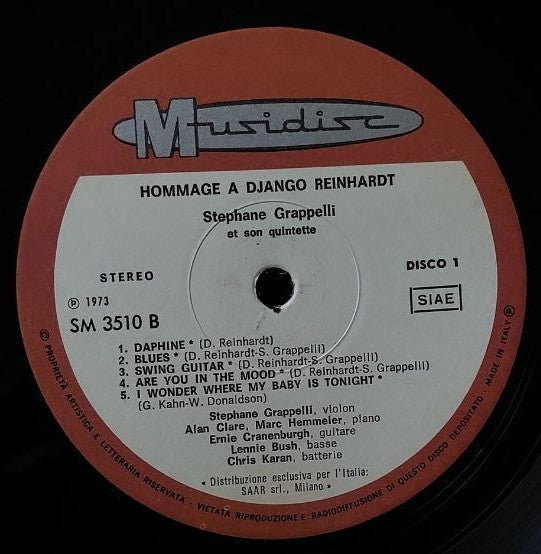 Musidisc
HOMMAGE A DJANGO REINHARDT
Stephane Grappelli
et son quintette
STEREO
DISCO 1
℗ 1973
SIAE
SM 3510 B
1. DAPHINE * (D. Reinhardt)
2. BLUES * (D. Reinhardt-S. Grappelli)
3. SWING GUITAR * (D. Reinhardt-S. Grappelli)
4. ARE YOU IN THE MOOD * (D. Reinhardt-S. Grappelli)
5. I WONDER WHERE MY BABY IS TONIGHT *
(G. Kahn-W. Donaldson)
Stephane Grappelli, violon
Alan Clare, Marc Hemmeler, piano
Ernie Cranenburgh, guitare
Lennie Bush, basse
Chris Karan, batterie
« Distribuzione esclusiva per l'Italia:
SAAR srl., Milano »
© PROPRIETÀ ARTISTICA E LETTERARIA RISERVATA - VIETATA RIPRODUZIONE E RADIODIFFUSIONE DI QUESTO DISCO DEPOSITATO - MADE IN ITALY ℗